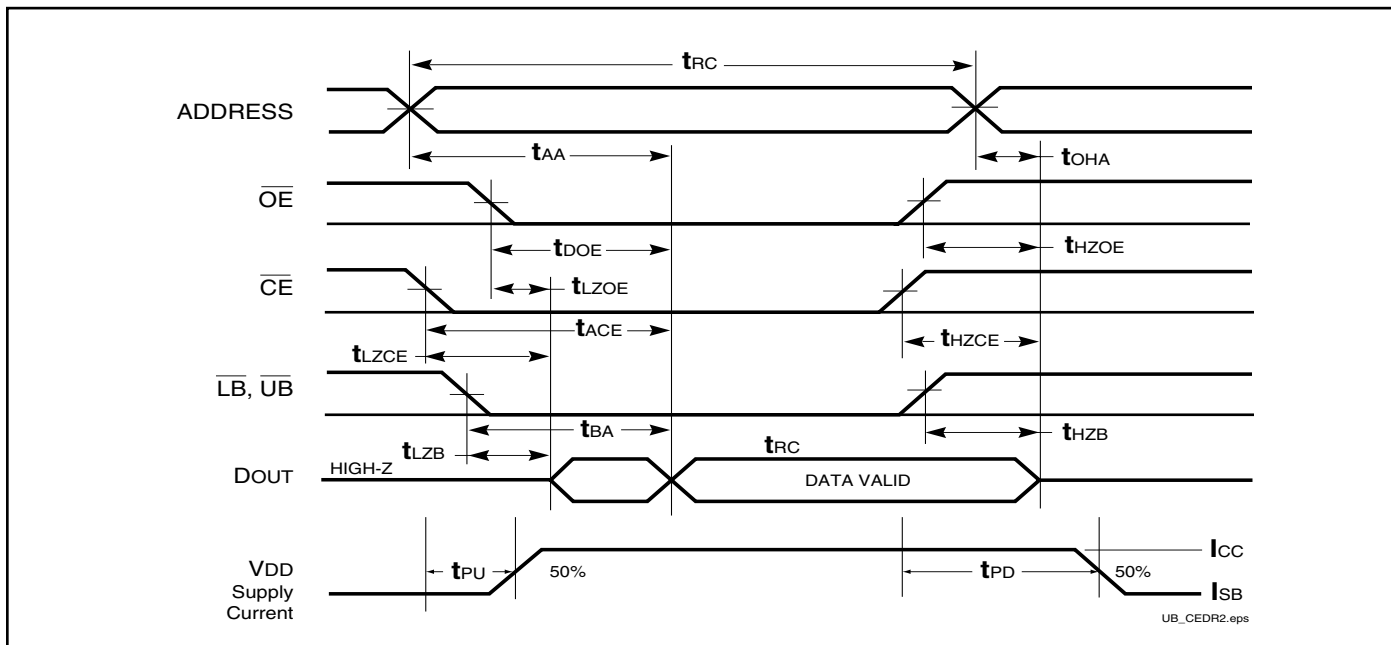 tRC
ADDRESS
tAA
tOHA
OE
tDOE
tHZOE
CE
tLZOE
tACE
tHZCE
tLZCE
LB, UB
tBA
tHZB
tLZB
tRC
DOUT
HIGH-Z
DATA VALID
ICC
VDD
Supply
Current
tPU
50%
tPD
50%
ISB
UB_CEDR2.eps